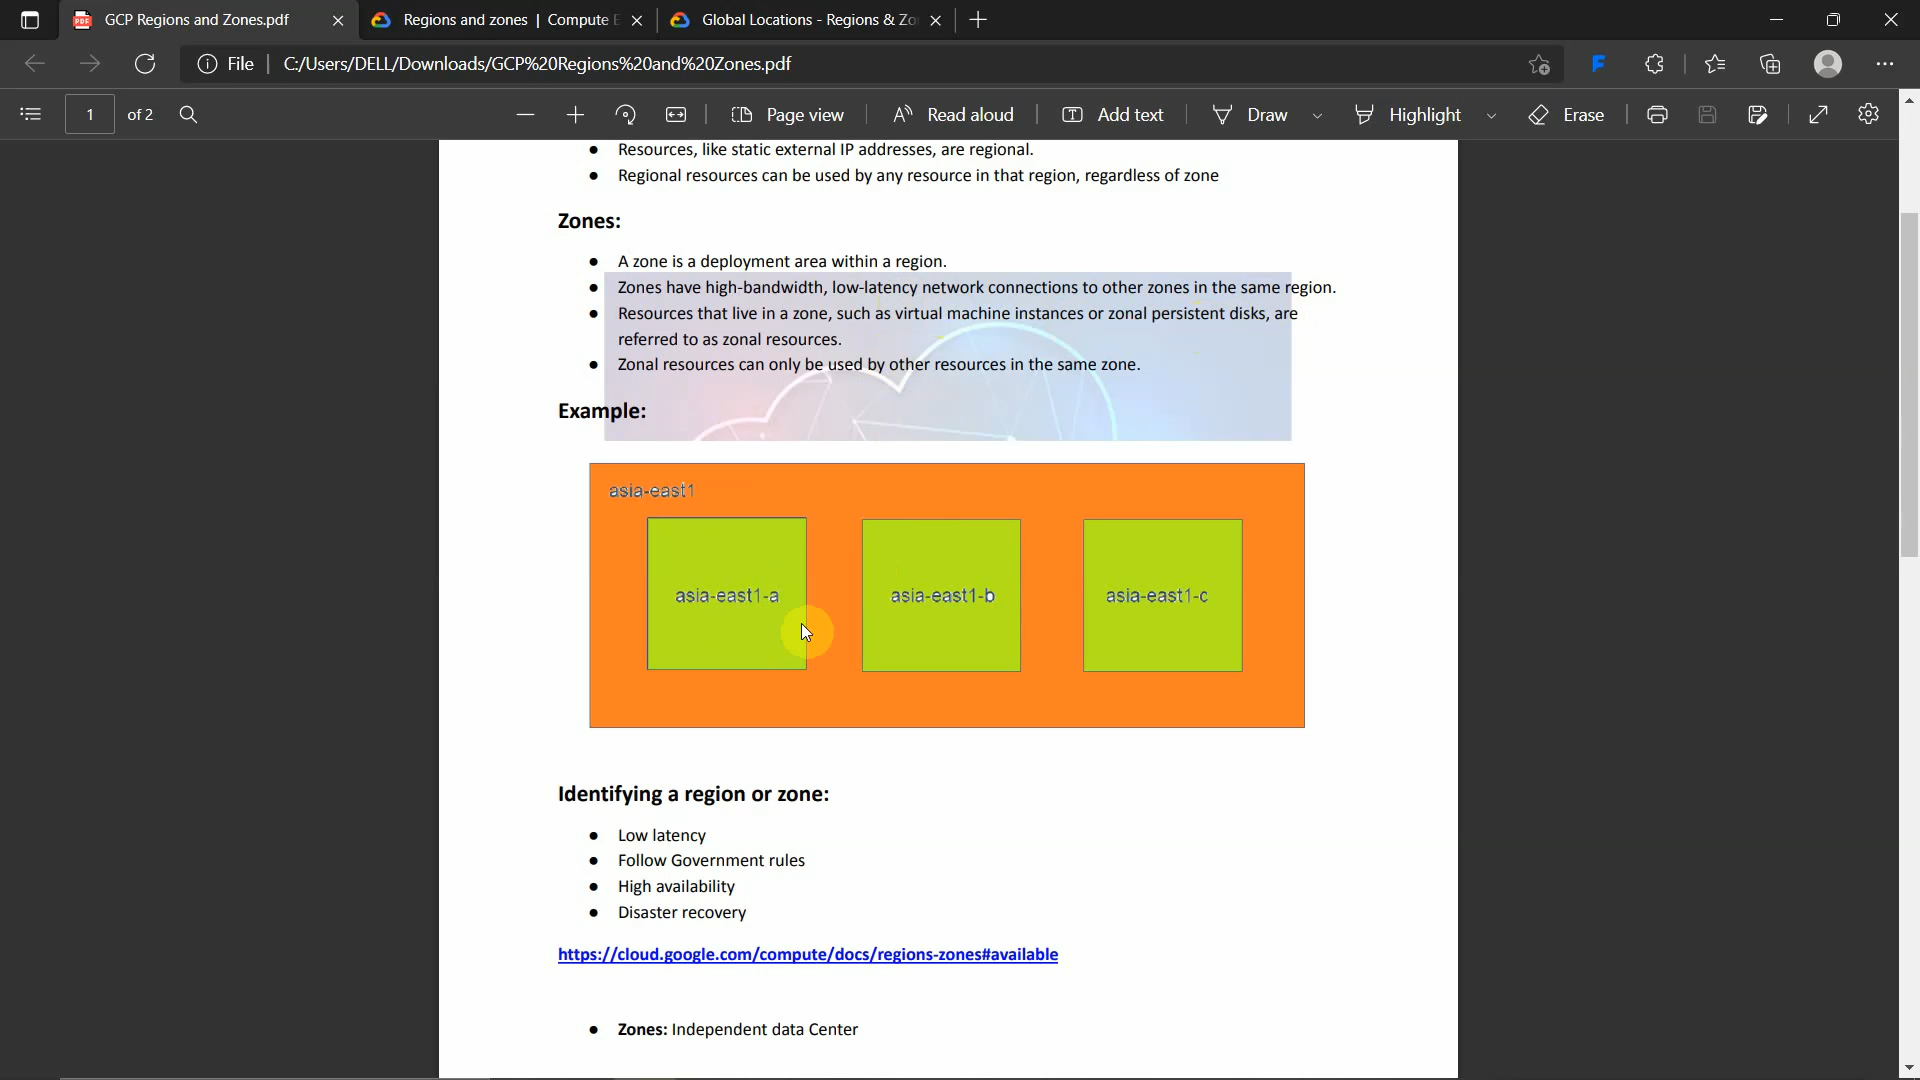 GCP Regions and Zones.pdf
Regions and zones | Compute E
Global Locations - Regions & Zo
File
C:/Users/DELL/Downloads/GCP%20Regions%20and%20Zones.pdf
1 of 2
Page view
Read aloud
Add text
Draw
Highlight
Erase
● Resources, like static external IP addresses, are regional.
● Regional resources can be used by any resource in that region, regardless of zone
Zones:
● A zone is a deployment area within a region.
● Zones have high-bandwidth, low-latency network connections to other zones in the same region.
● Resources that live in a zone, such as virtual machine instances or zonal persistent disks, are
referred to as zonal resources.
● Zonal resources can only be used by other resources in the same zone.
Example:
asia-east1
asia-east1-a
asia-east1-b
asia-east1-c
Identifying a region or zone:
● Low latency
● Follow Government rules
● High availability
● Disaster recovery
https://cloud.google.com/compute/docs/regions-zones#available
● Zones: Independent data Center